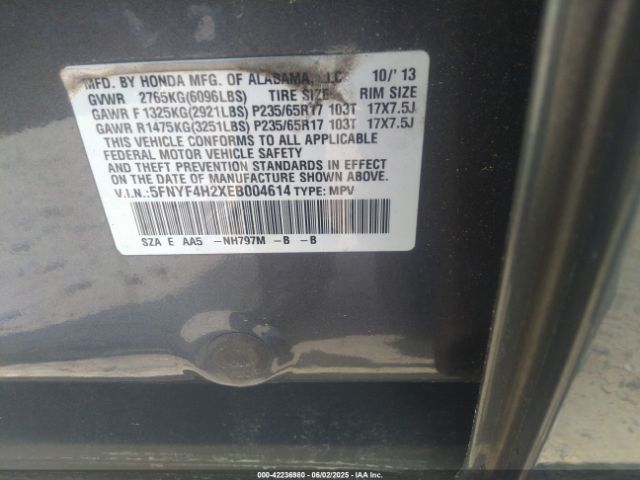 MFD. BY HONDA MFG. OF ALABAMA, LLC 10/'13
GVWR 2765KG(6096LBS) TIRE SIZE RIM SIZE
GAWR F 1325KG(2921LBS) P235/65R17 103T 17X7.5J
GAWR R 1475KG(3251LBS) P235/65R17 103T 17X7.5J
THIS VEHICLE CONFORMS TO ALL APPLICABLE
FEDERAL MOTOR VEHICLE SAFETY
AND THEFT PREVENTION STANDARDS IN EFFECT
ON THE DATE OF MANUFACTURE SHOWN ABOVE.
V.I.N.:5FNYF4H2XEB004614 TYPE: MPV
SZA E AA5 -NH797M -B -B
000-42236980 | 06/02/2025 | Copyright IAA Inc.